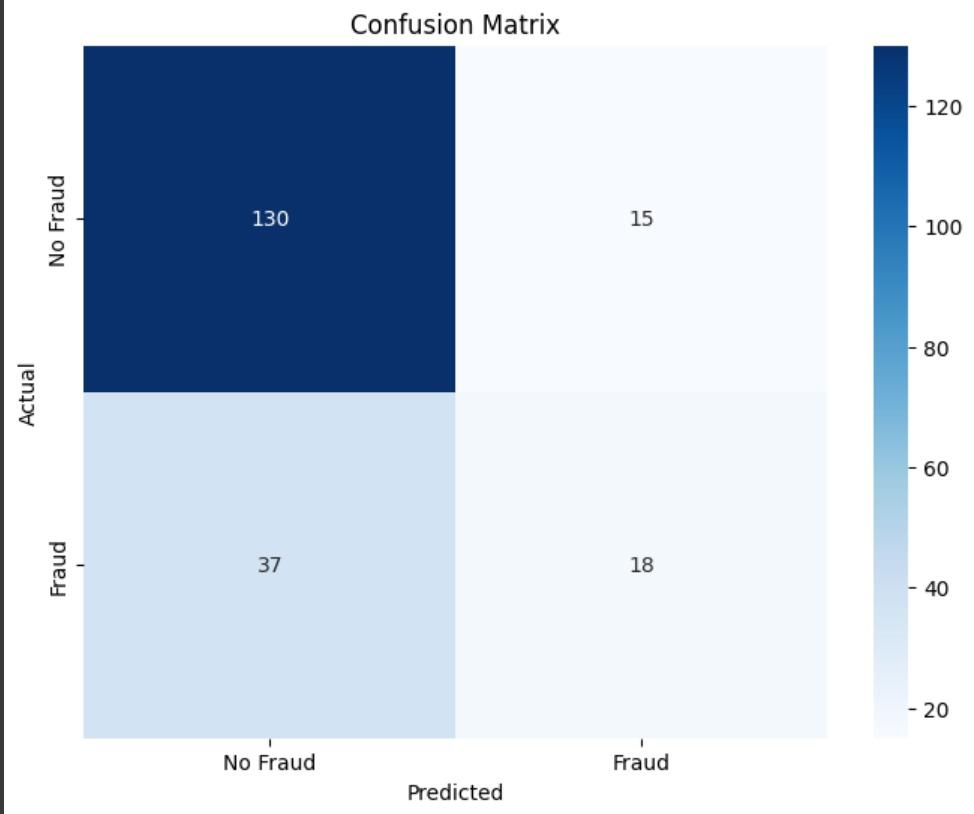 Confusion Matrix
No Fraud
130
15
Actual
Fraud
37
18
No Fraud
Fraud
Predicted
120
100
80
60
40
20